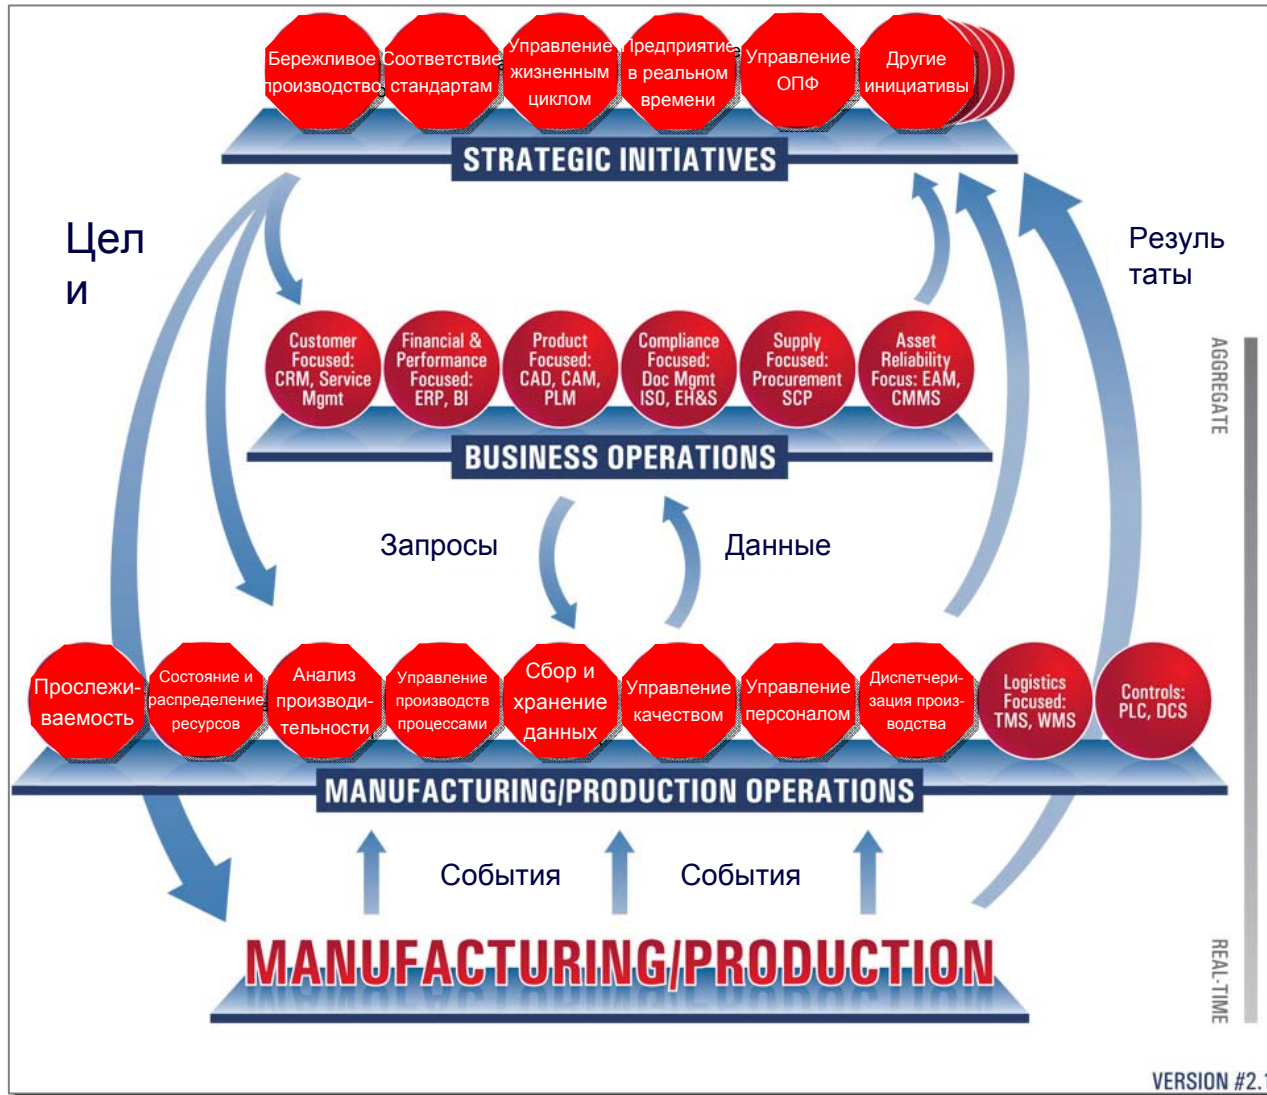 Бережливое
производство
Соответствие
стандартам
Управление
жизненным
циклом
Предприятие
в реальном
времени
Управление
ОПФ
Другие
инициативы
STRATEGIC INITIATIVES
Цел
и
Резуль
таты
Customer
Focused:
CRM, Service
Mgmt
Financial &
Performance
Focused:
ERP, BI
Product
Focused:
CAD, CAM,
PLM
Compliance
Focused:
Doc Mgmt
ISO, EH&S
Supply
Focused:
Procurement
SCP
Asset
Reliability
Focus: EAM,
CMMS
BUSINESS OPERATIONS
AGGREGATE
Запросы
Данные
Прослежи-
ваемость
Состояние и
распределение
ресурсов
Анализ
производи-
тельности
Управление
производств
процессами
Сбор и
хранение
данных
Управление
качеством
Управление
персоналом
Диспетчери-
зация произ-
водства
Logistics
Focused:
TMS, WMS
Controls:
PLC, DCS
MANUFACTURING/PRODUCTION OPERATIONS
События
События
MANUFACTURING/PRODUCTION
REAL-TIME
VERSION #2.1